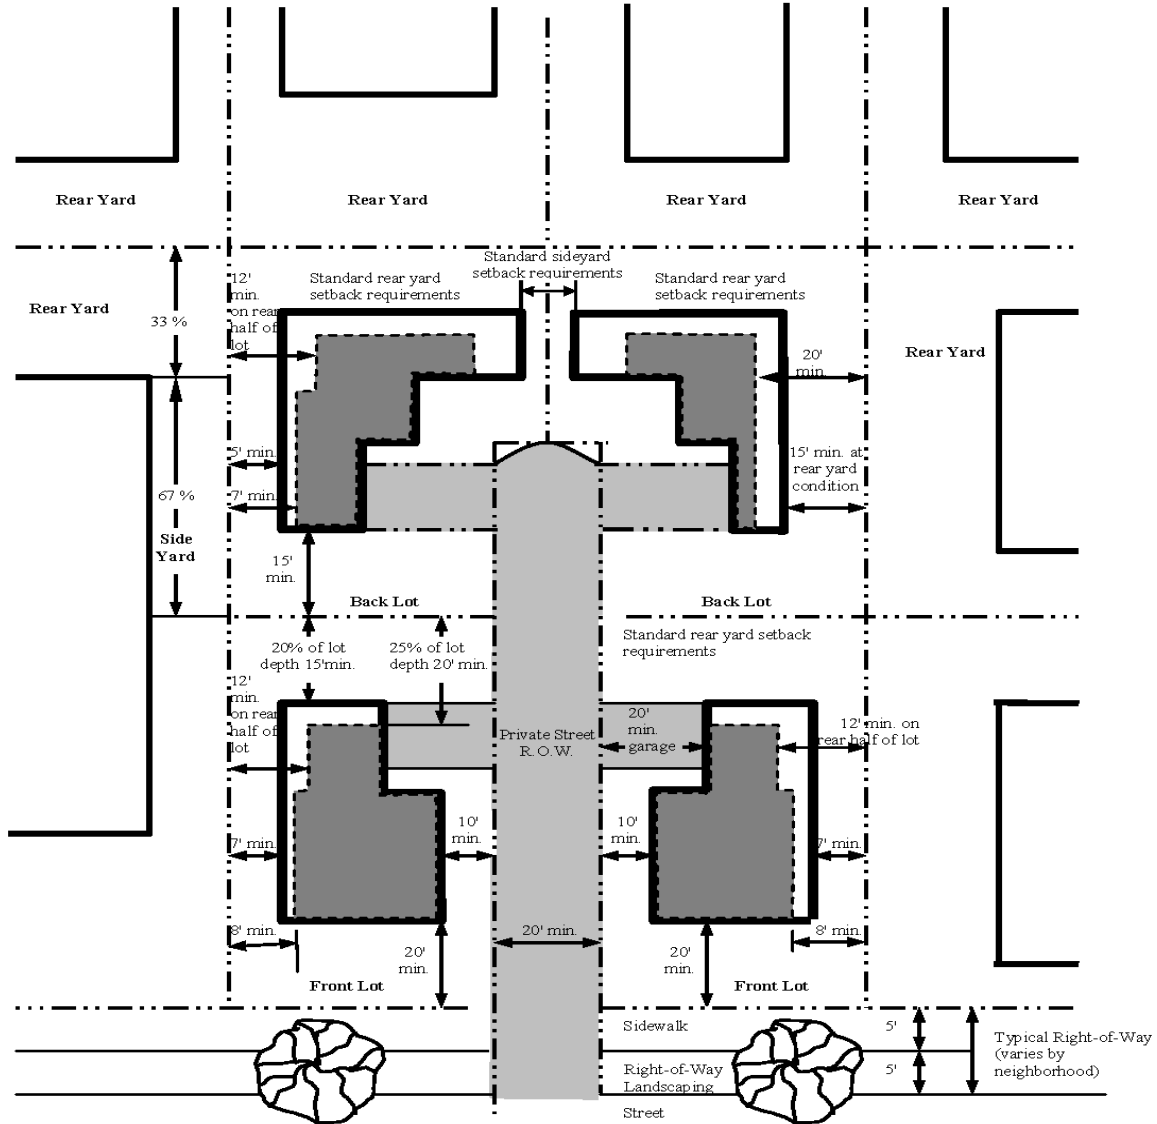 Rear Yard
Rear Yard
Rear Yard
Rear Yard
Standard sideyard
setback requirements
12'
min.
on rear
half of
lot
Standard rear yard
setback requirements
Standard rear yard
setback requirements
Rear Yard
33 %
Rear Yard
20'
min.
5' min.
15' min. at
rear yard
condition
67 %
7' min.
Side
Yard
15'
min.
Back Lot
Back Lot
20% of lot
depth 15'min.
25% of lot
depth 20' min.
Standard rear yard setback
requirements
12'
min.
on rear
half of
lot
20'
min.
garage
12' min. on
rear half of lot
Private Street
R. O.W.
10'
min.
10'
min.
7' min.
7' min.
8' min.
20'
min.
20' min.
20'
min.
8' min.
Front Lot
Front Lot
Sidewalk
5'
Typical Right-of-Way
(varies by
neighborhood)
Right-of-Way
Landscaping
5'
Street